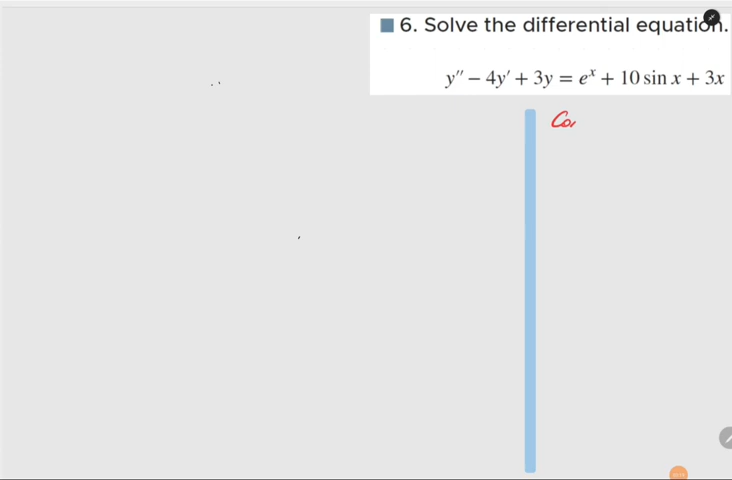 6. Solve the differential equation.
y″ − 4y′ + 3y = eˣ + 10 sin x + 3x